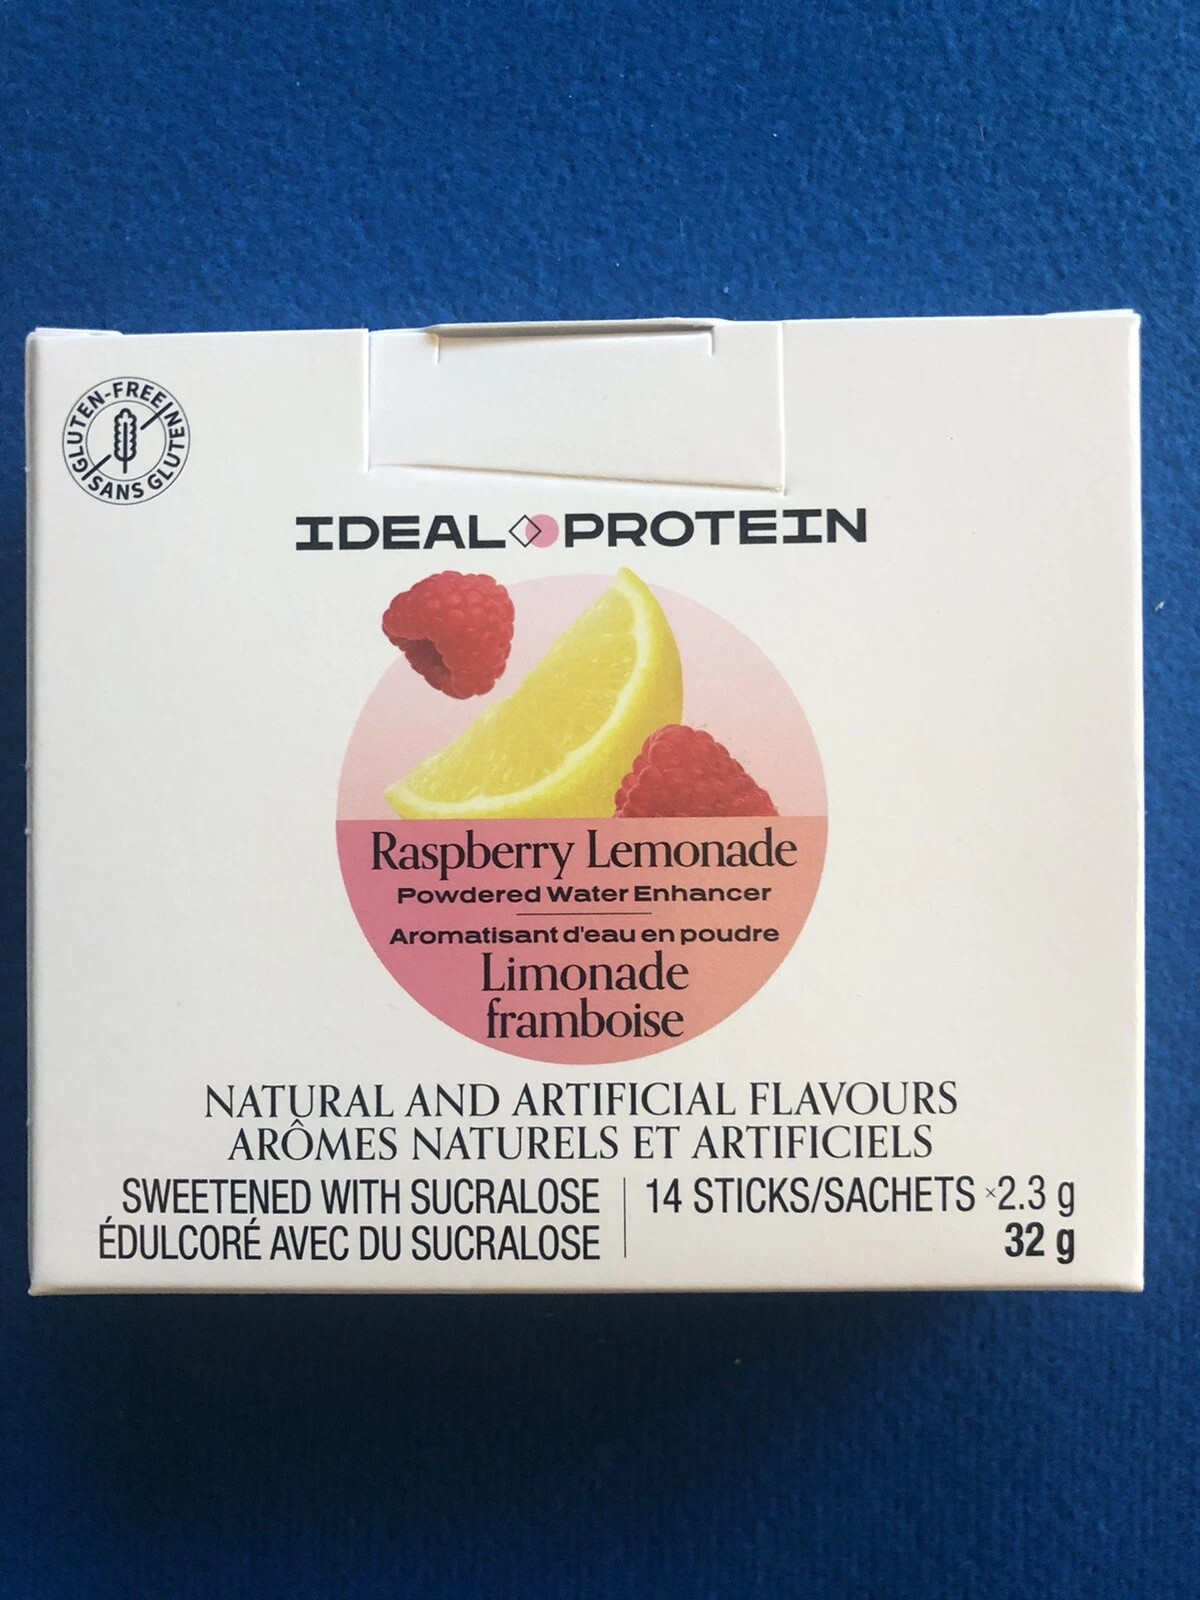 GLUTEN-FREE
SANS GLUTEN
IDEAL PROTEIN
Raspberry Lemonade
Powdered Water Enhancer
Aromatisant d'eau en poudre
Limonade
framboise
NATURAL AND ARTIFICIAL FLAVOURS
ARÔMES NATURELS ET ARTIFICIELS
SWEETENED WITH SUCRALOSE
ÉDULCORÉ AVEC DU SUCRALOSE
14 STICKS/SACHETS ×2.3 g
32 g